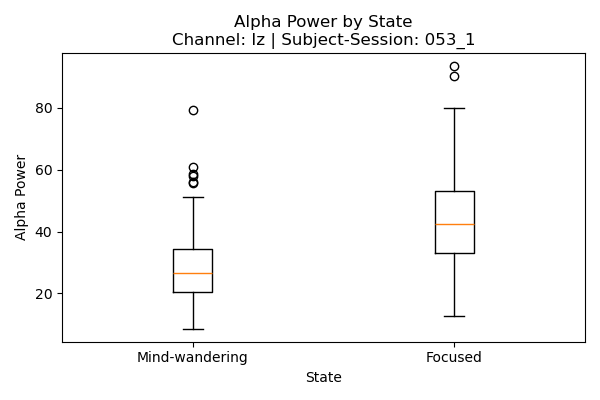 Alpha Power by State
Channel: Iz | Subject-Session: 053_1
Alpha Power
80
60
40
20
Mind-wandering
Focused
State